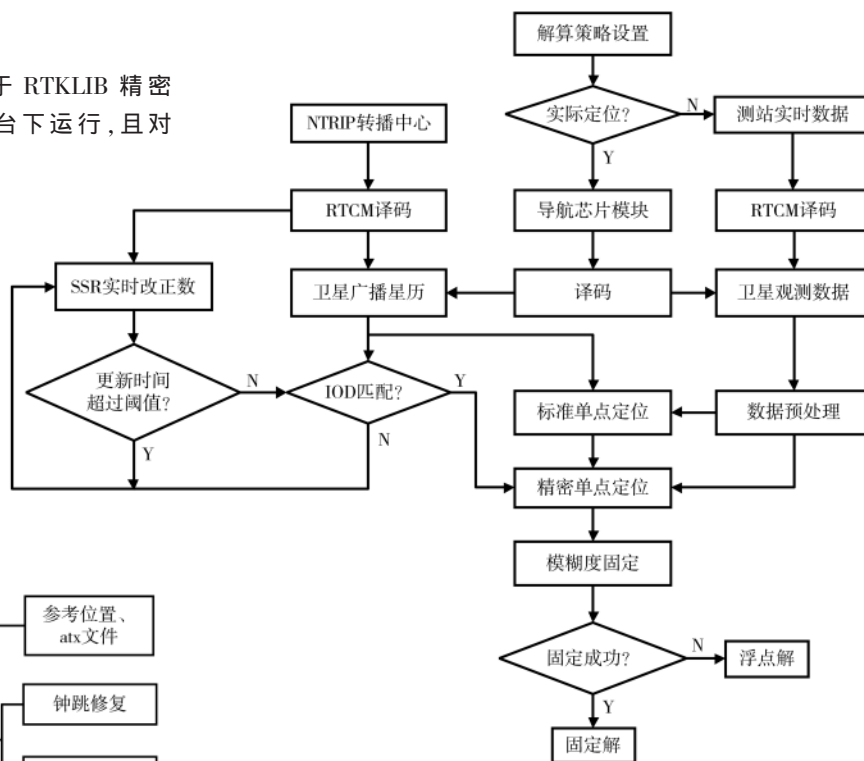 于 RTKLIB 精密
台下运行,且对
解算策略设置
实际定位?
N
测站实时数据
Y
NTRIP转播中心
RTCM译码
导航芯片模块
RTCM译码
SSR实时改正数
卫星广播星历
译码
卫星观测数据
更新时间
超过阈值?
N
IOD匹配?
Y
标准单点定位
数据预处理
Y
N
精密单点定位
模糊度固定
固定成功?
N
浮点解
Y
固定解
参考位置、
atx文件
钟跳修复